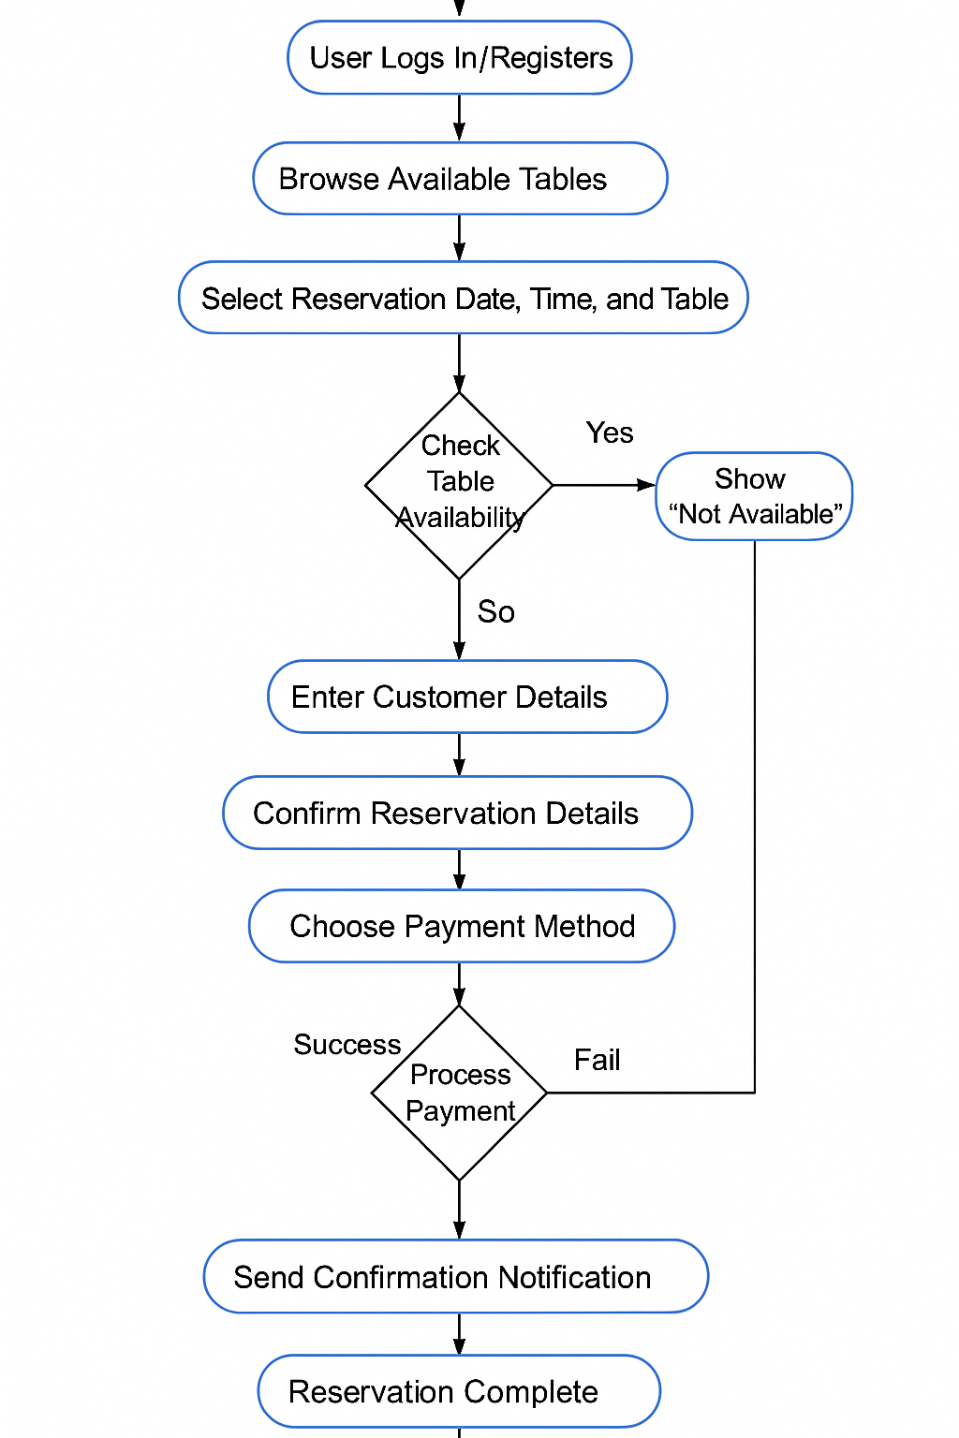 User Logs In/Registers
Browse Available Tables
Select Reservation Date, Time, and Table
Check
Table
Availability
Yes
Show
“Not Available”
So
Enter Customer Details
Confirm Reservation Details
Choose Payment Method
Success
Process
Payment
Fail
Send Confirmation Notification
Reservation Complete